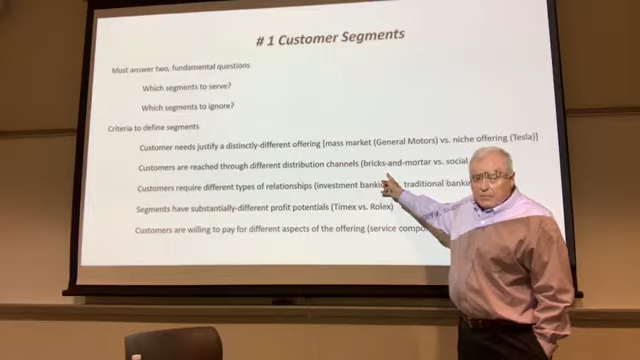 # 1 Customer Segments
Must answer two, fundamental questions
Which segments to serve?
Which segments to ignore?
Criteria to define segments
Customer needs justify a distinctly-different offering [mass market (General Motors) vs. niche offering (Tesla)]
Customers are reached through different distribution channels (bricks-and-mortar vs. social
Customers require different types of relationships (investment banking traditional
Segments have substantially-different profit potentials (Timex vs. Rolex)
Customers are willing to pay for different aspects of the offering (service